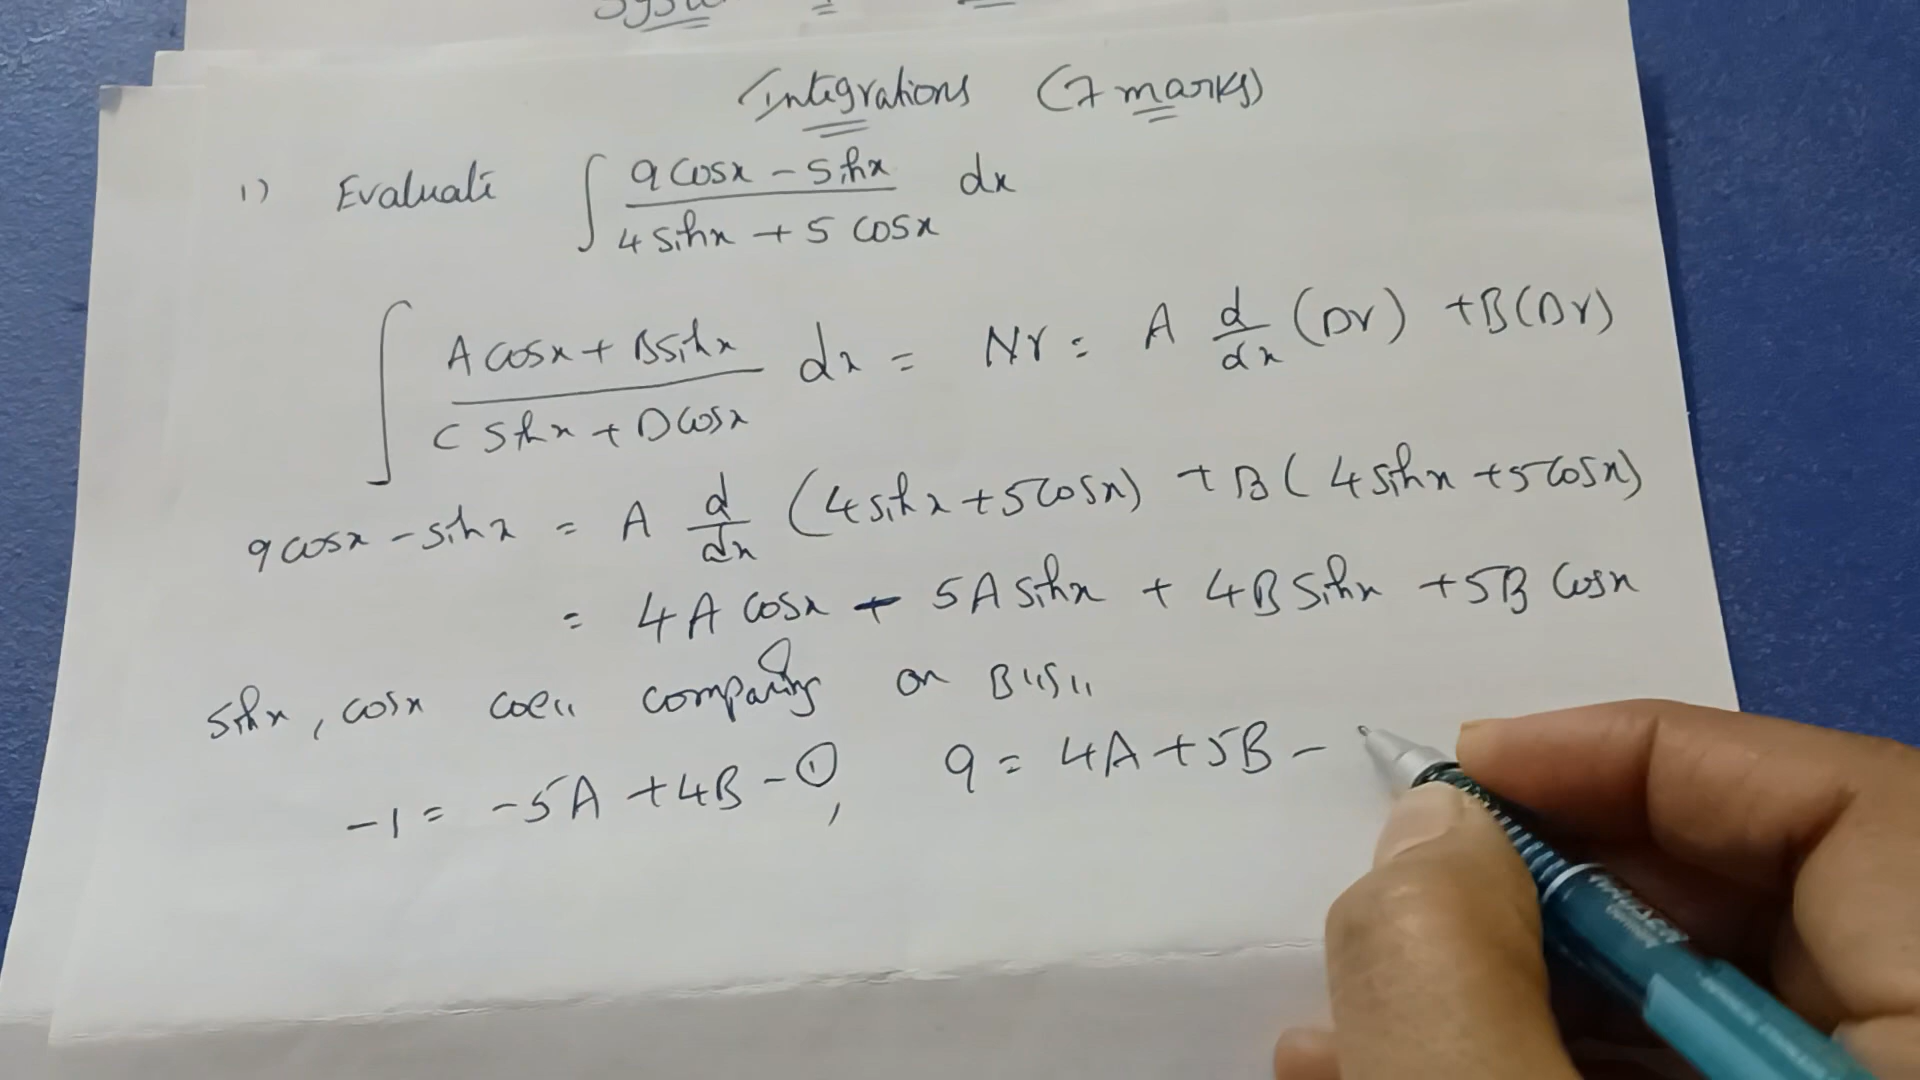 Integrations (7 marks)
1) Evaluate ∫ (9 cosx - sinx)/(4 sinx + 5 cosx) dx
∫ (A cosx + B sinx)/(C sinx + D cosx) dx = Nr = A d/dx (Dr) + B(Dr)
9 cosx - sinx = A d/dx (4 sinx + 5 cosx) + B (4 sinx + 5 cosx)
= 4A cosx - 5A sinx + 4B sinx + 5B cosx
sinx, cosx coe" comparing on B"S"
-1 = -5A + 4B - ①, 9 = 4A + 5B -